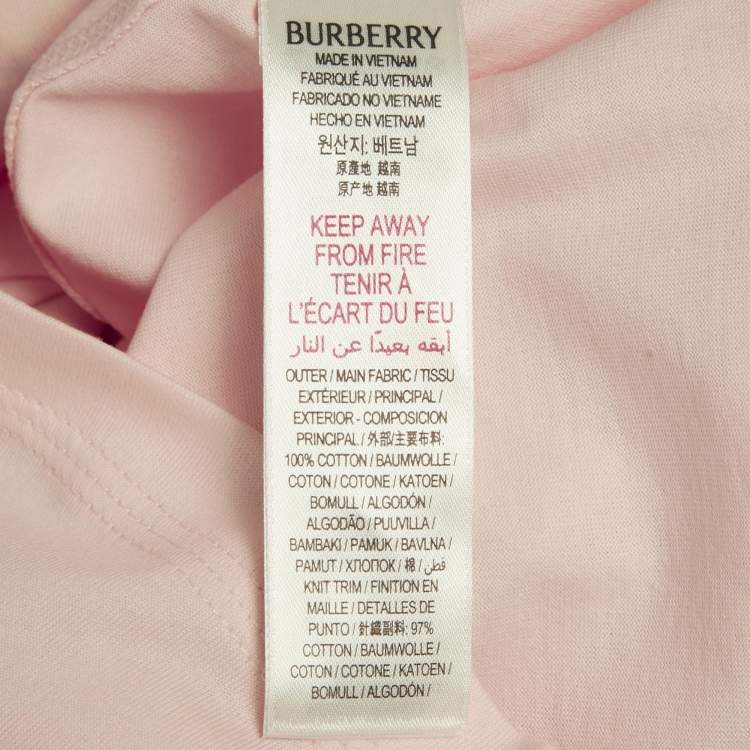 BURBERRY
MADE IN VIETNAM
FABRIQUÉ AU VIETNAM
FABRICADO NO VIETNAME
HECHO EN VIETNAM
원산지: 베트남
原產地 越南
原产地 越南
KEEP AWAY
FROM FIRE
TENIR À
L'ÉCART DU FEU
أبقه بعيدًا عن النار
OUTER / MAIN FABRIC / TISSU
EXTÉRIEUR / PRINCIPAL /
EXTERIOR - COMPOSICION
PRINCIPAL / 外部/主要布料:
100% COTTON / BAUMWOLLE /
COTON / COTONE / KATOEN /
BOMULL / ALGODÓN /
ALGODÃO / PUUVILLA /
BAMBAKI / PAMUK / BAVLNA /
PAMUT / ХЛОПОК / 棉 / قطن /
KNIT TRIM / FINITION EN
MAILLE / DETALLES DE
PUNTO / 針織副料: 97%
COTTON / BAUMWOLLE /
COTON / COTONE / KATOEN /
BOMULL / ALGODÓN /